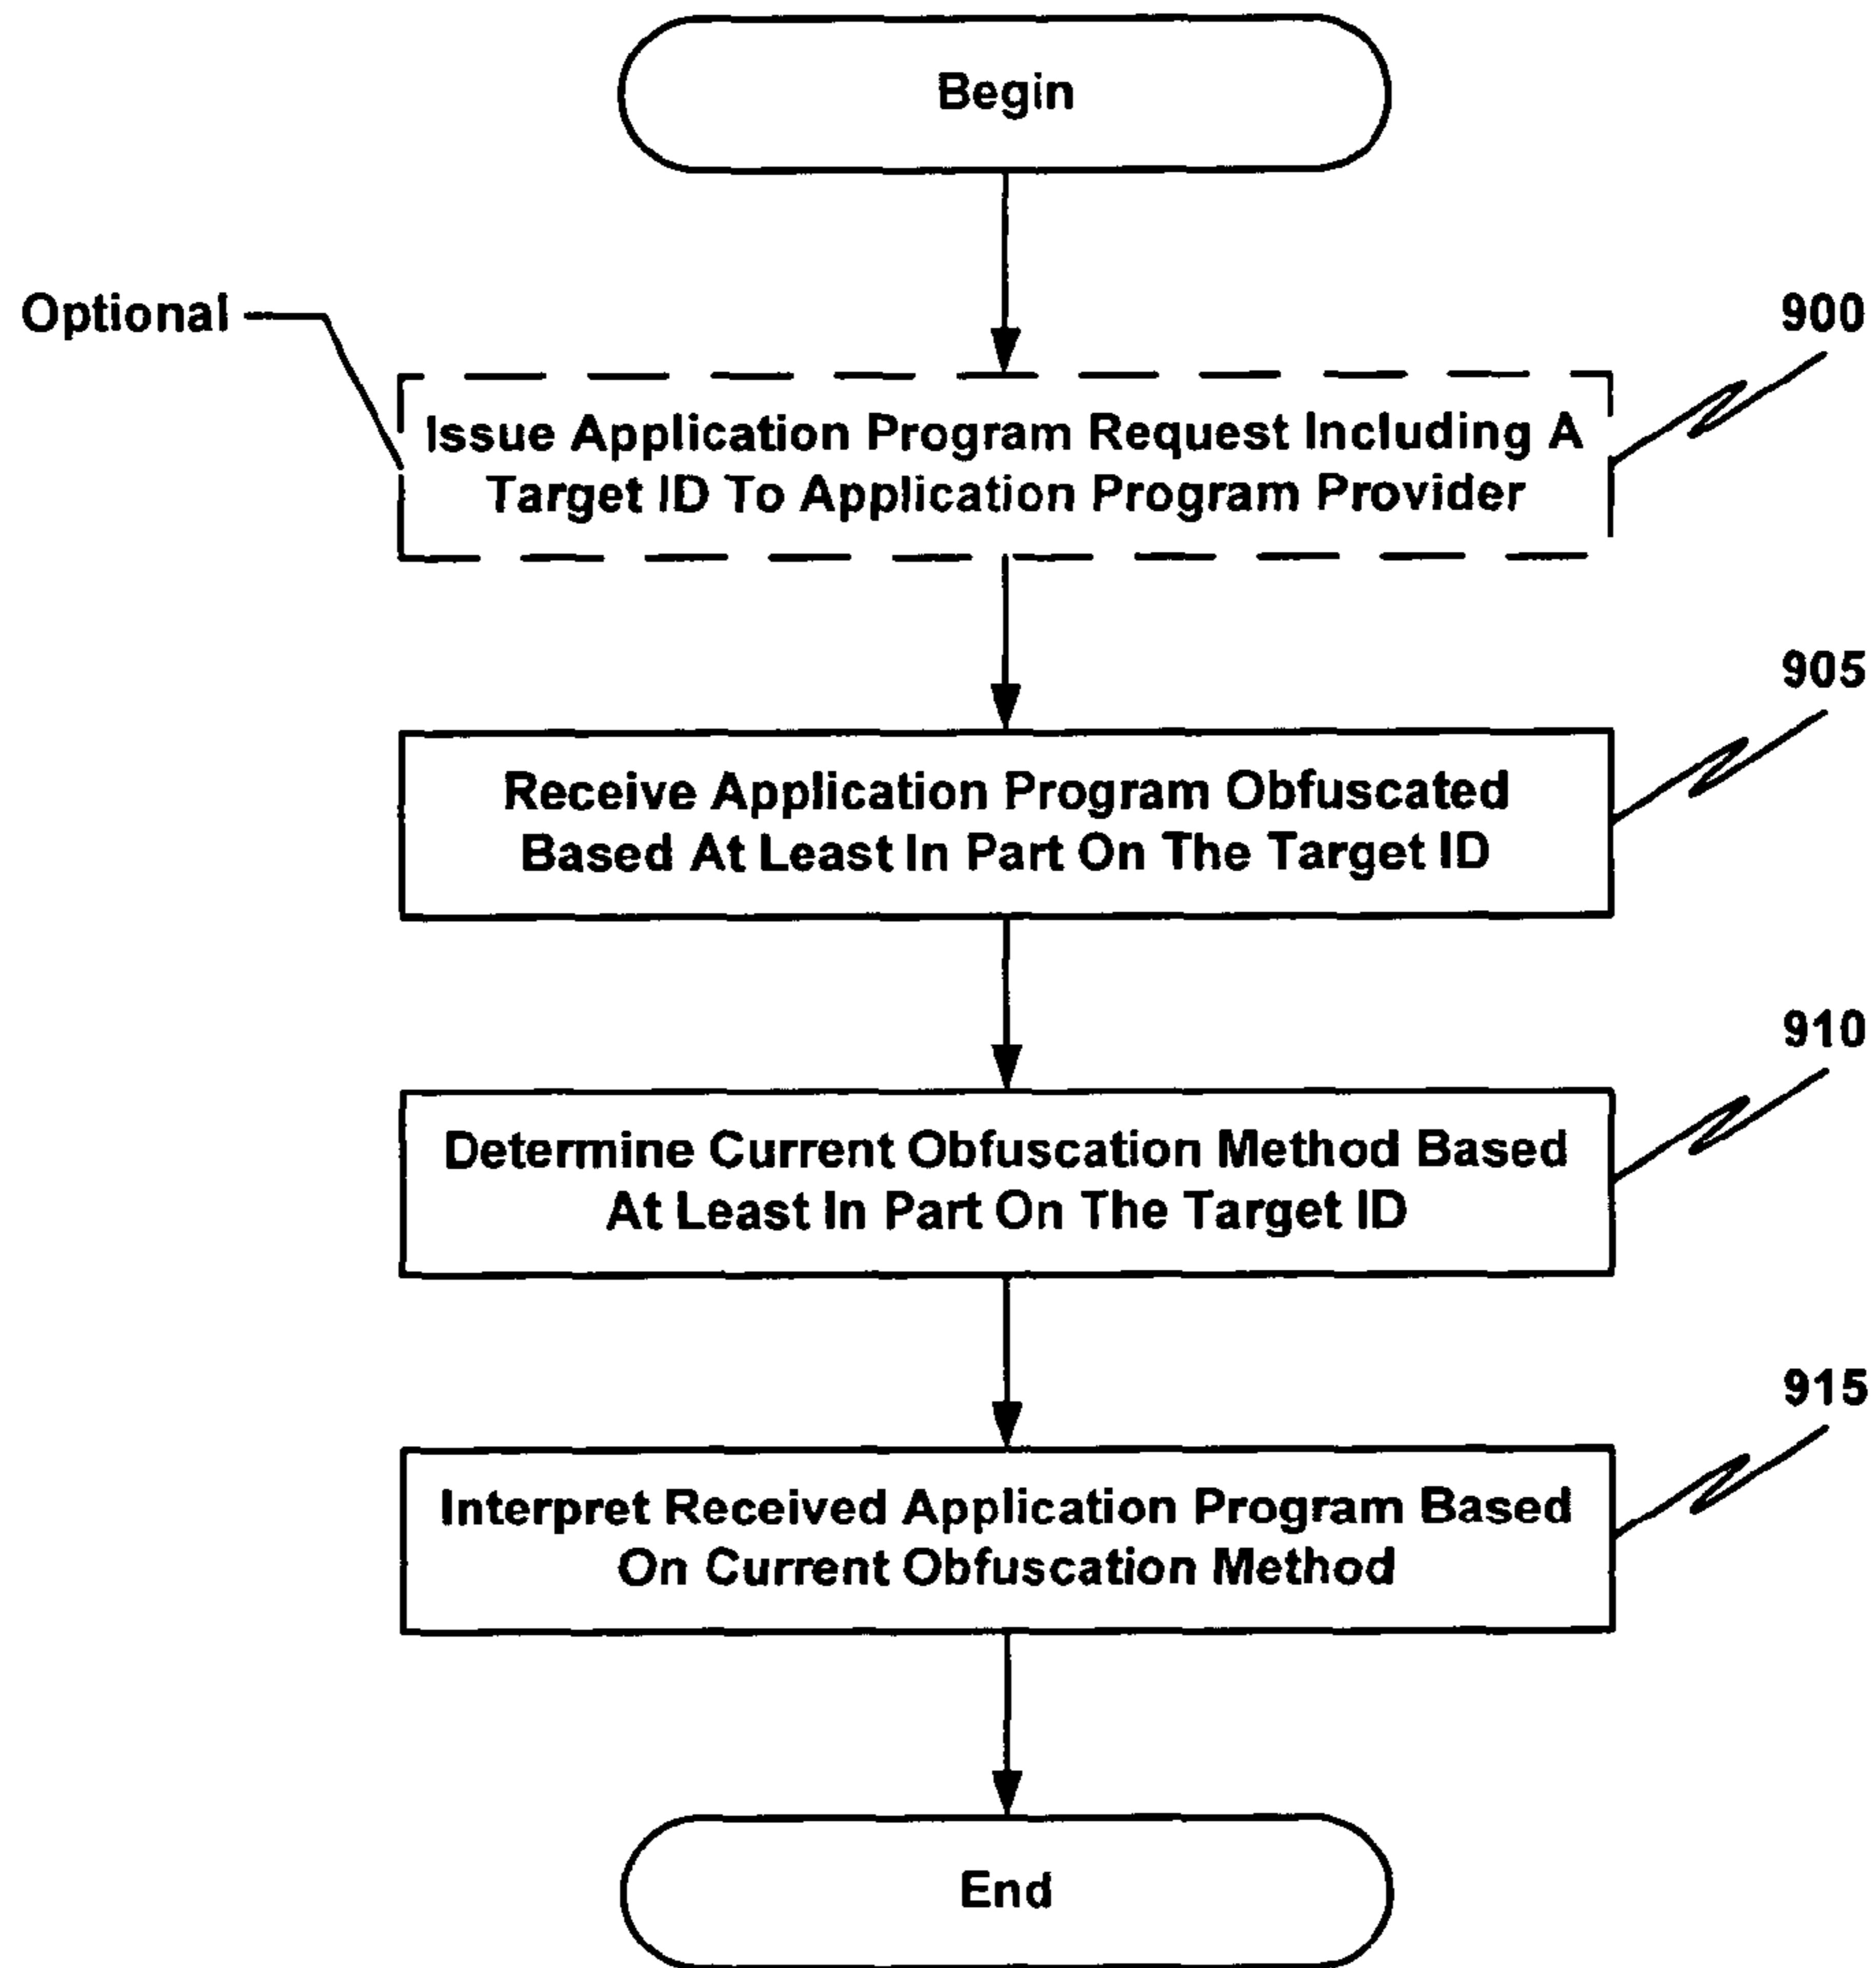 Begin
Optional
900
Issue Application Program Request Including A
Target ID To Application Program Provider
905
Receive Application Program Obfuscated
Based At Least In Part On The Target ID
910
Determine Current Obfuscation Method Based
At Least In Part On The Target ID
915
Interpret Received Application Program Based
On Current Obfuscation Method
End